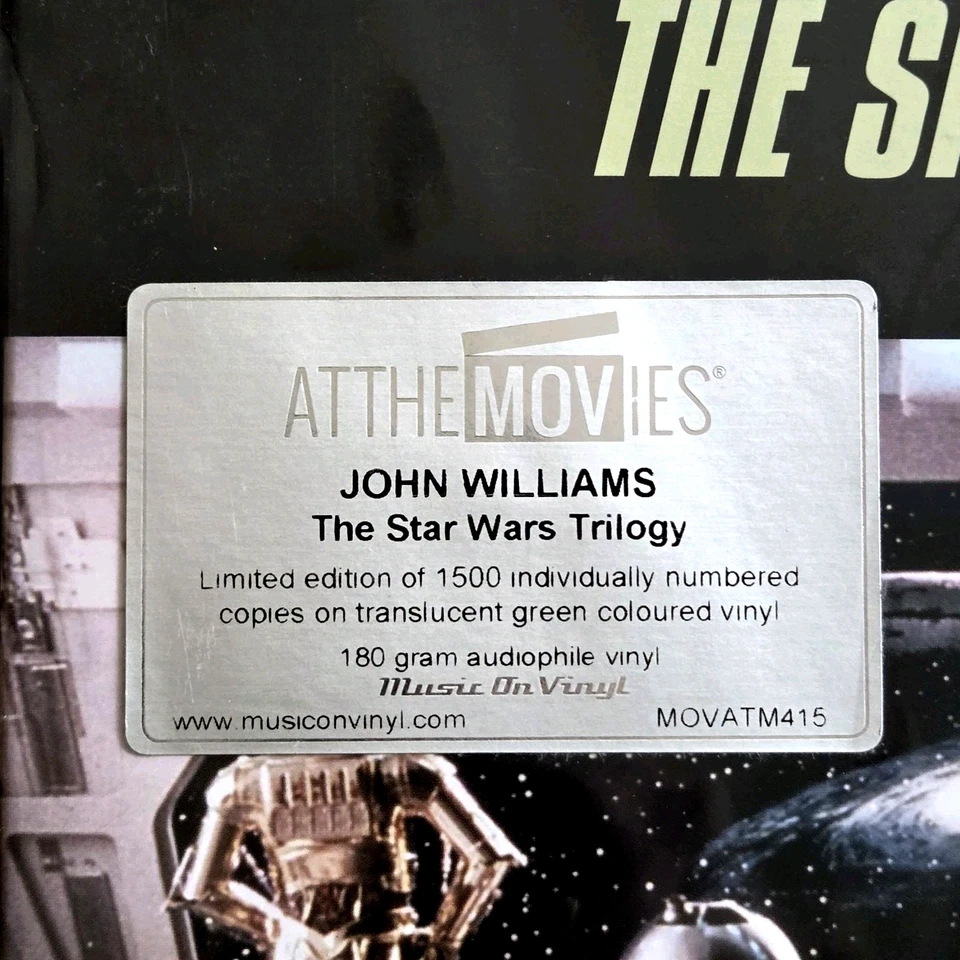 THE S
ATTHEMOVIES®
JOHN WILLIAMS
The Star Wars Trilogy
Limited edition of 1500 individually numbered
copies on translucent green coloured vinyl
180 gram audiophile vinyl
Music On Vinyl
www.musiconvinyl.com MOVATM415